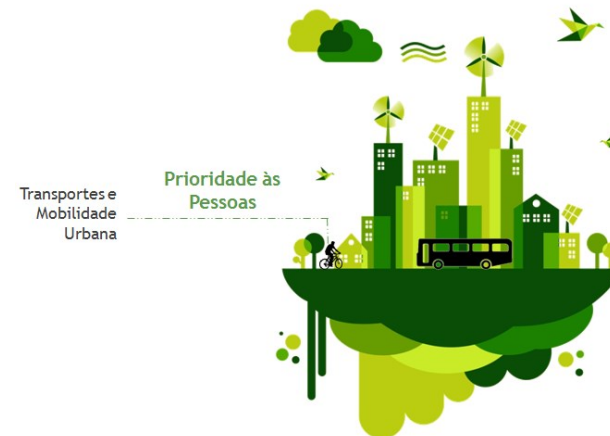 Prioridade às
Pessoas
Transportes e
Mobilidade
Urbana